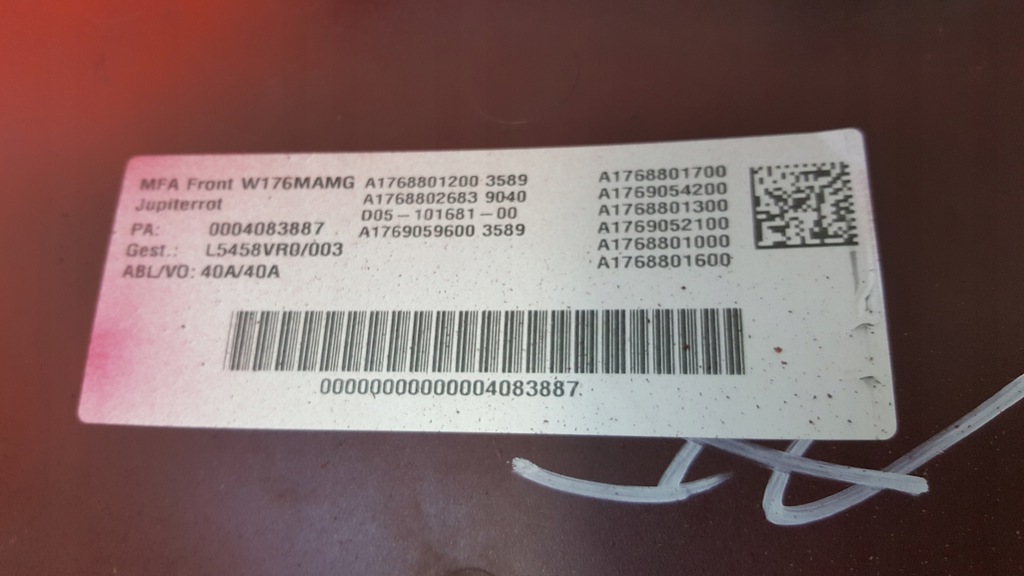 MFA Front W176MAMG
Jupiterrot
PA: 0004083887
Gest.: L5458VR0/003
ABL/VO: 40A/40A
A1768801200 3589
A1768802683 9040
D05-101681-00
A1769059600 3589
A1768801700
A1769054200
A1768801300
A1769052100
A1768801000
A1768801600
00000000000004083887